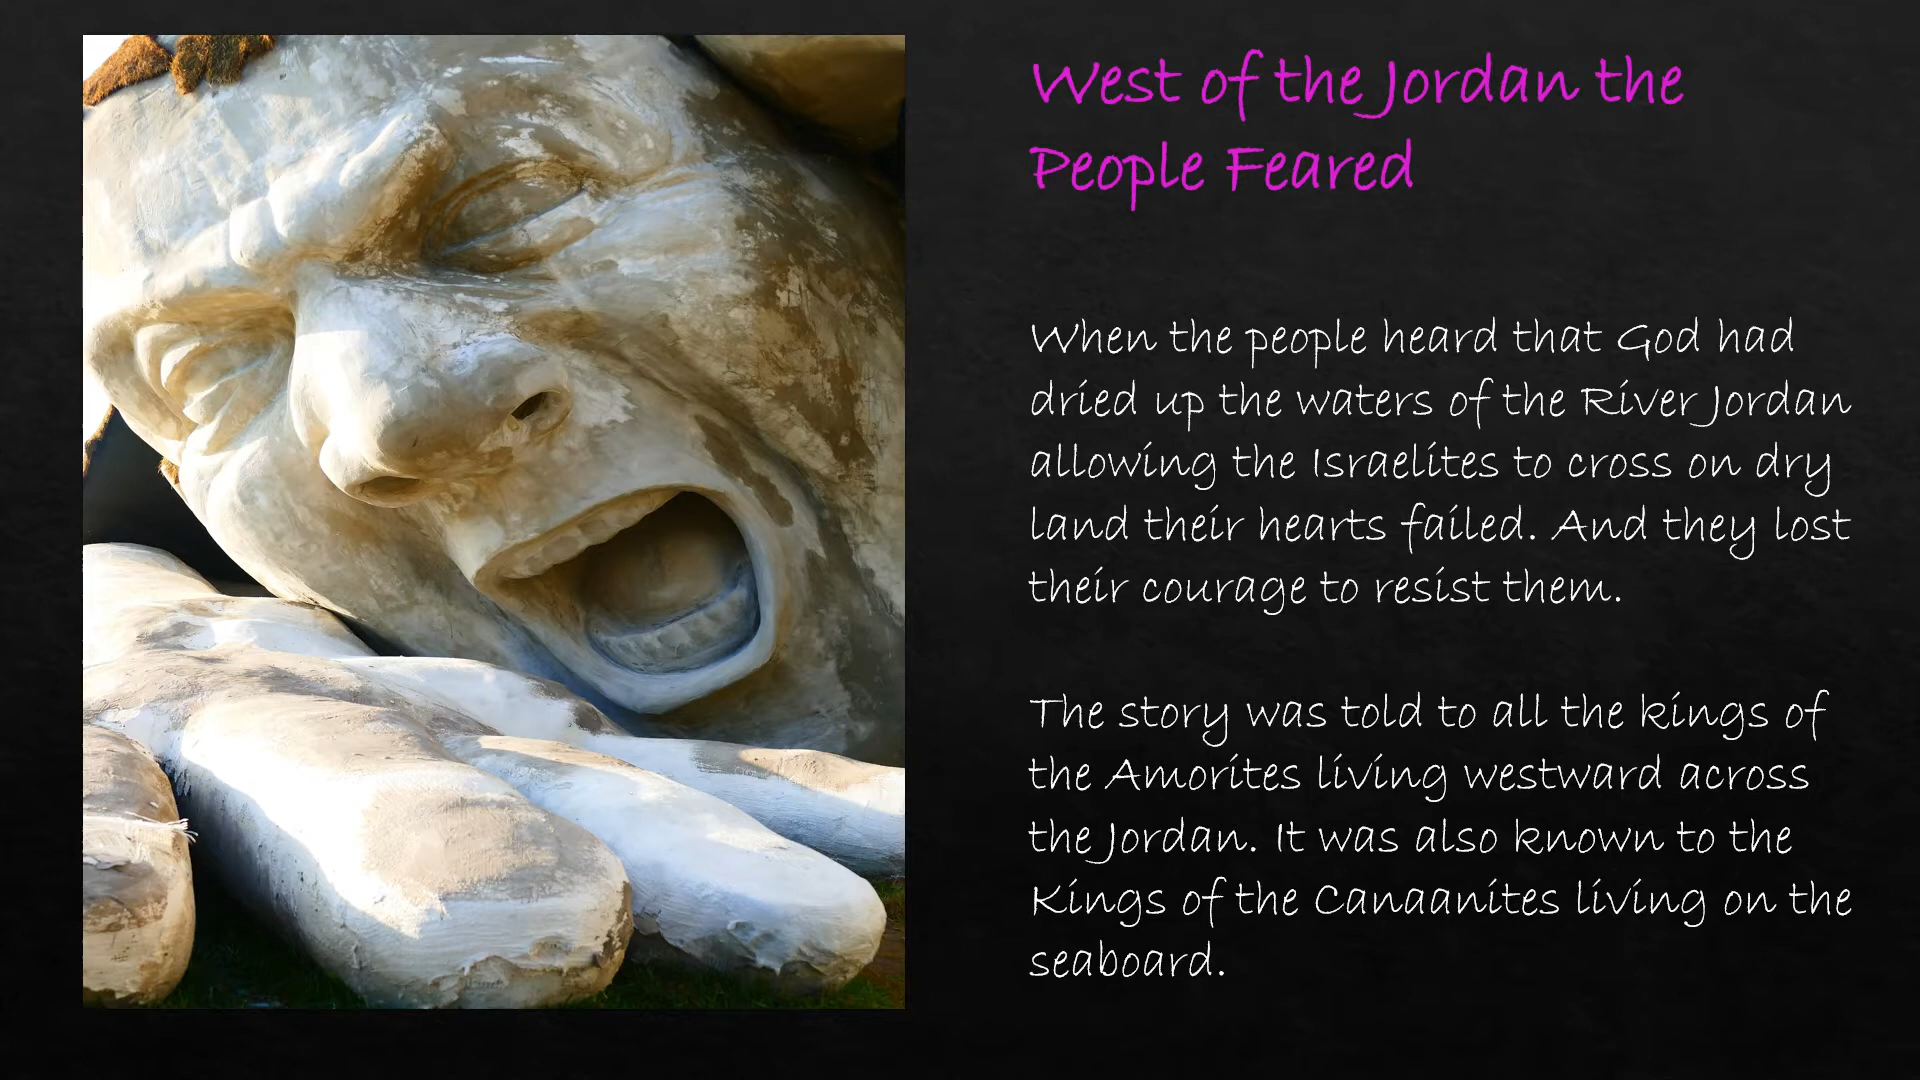 West of the Jordan the
People Feared
When the people heard that God had
dried up the waters of the River Jordan
allowing the Israelites to cross on dry
land their hearts failed. And they lost
their courage to resist them.
The story was told to all the kings of
the Amorites living westward across
the Jordan. It was also known to the
Kings of the Canaanites living on the
seaboard.